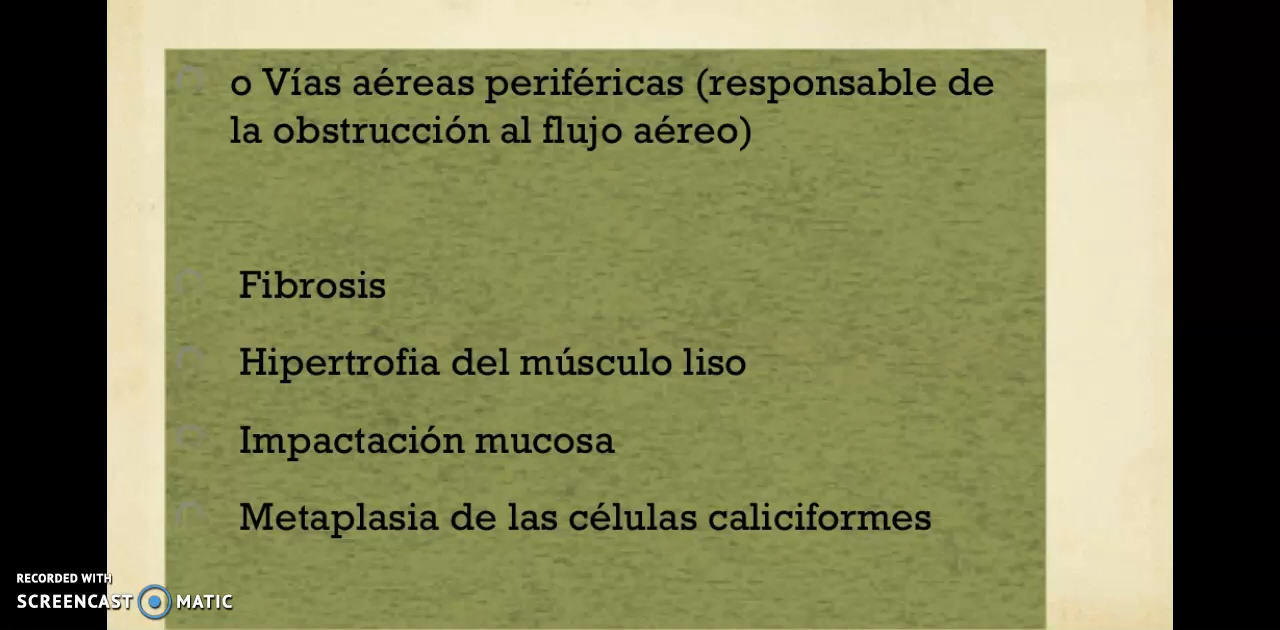 o Vías aéreas periféricas (responsable de
la obstrucción al flujo aéreo)
Fibrosis
Hipertrofia del músculo liso
Impactación mucosa
Metaplasia de las células caliciformes
RECORDED WITH
SCREENCAST MATIC